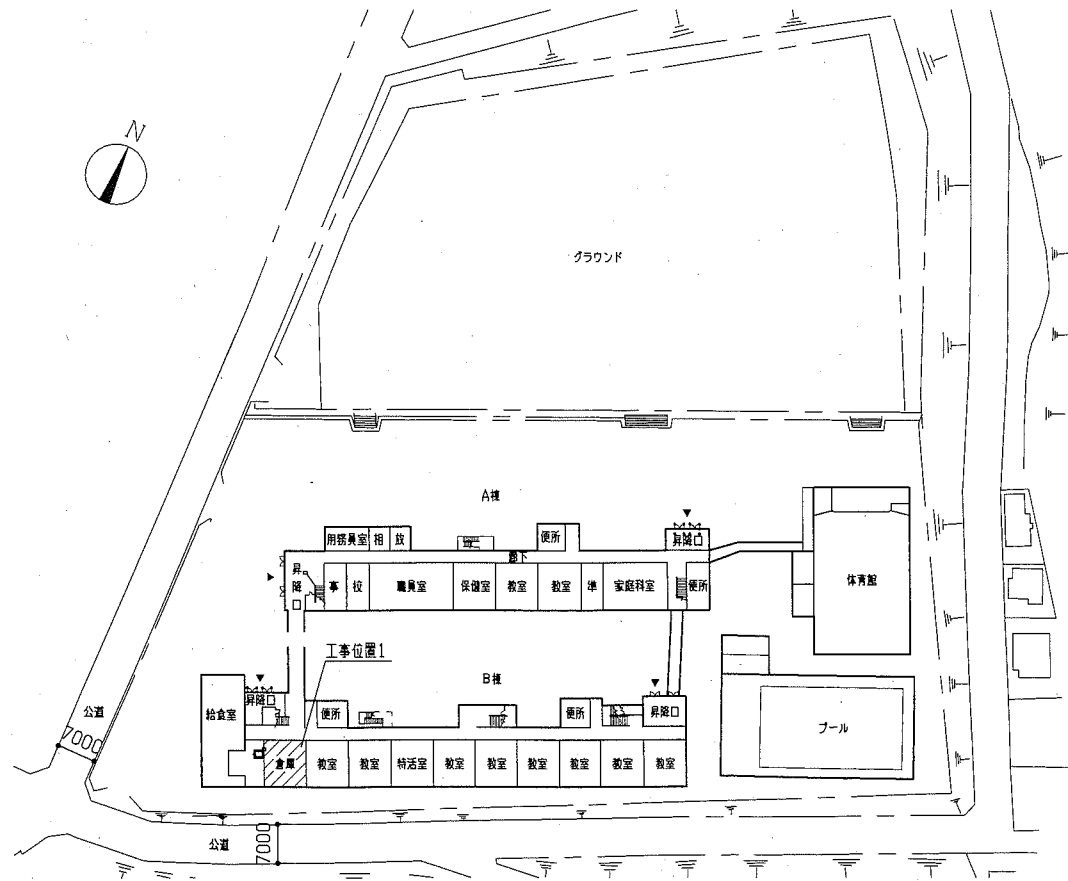 N
グラウンド
A棟
用務員室 相 放
便所
昇降口
廊下
昇降口
事 校 職員室 保健室 教室 教室 準 家庭科室 便所
体育館
工事位置1
B棟
昇降口
給食室
便所
便所
昇降口
プール
倉庫 教室 教室 特活室 教室 教室 教室 教室 教室 教室
公道
7000
公道
7000